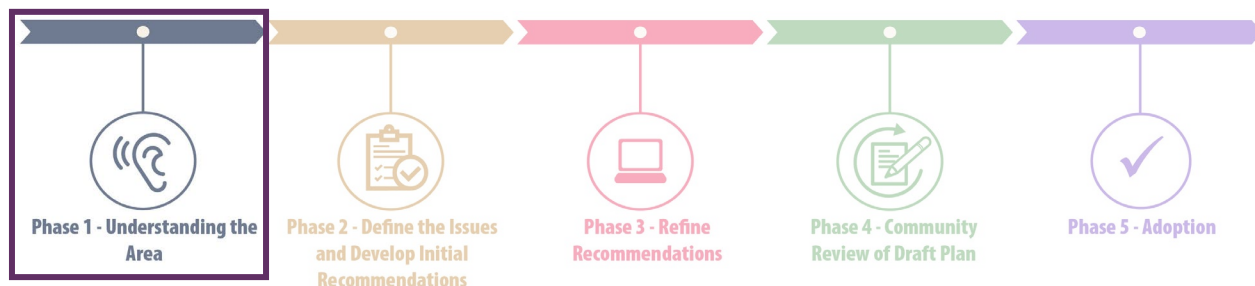 Phase 1 - Understanding the
Area
Phase 2 - Define the Issues
and Develop Initial
Recommendations
Phase 3 - Refine
Recommendations
Phase 4 - Community
Review of Draft Plan
Phase 5 - Adoption